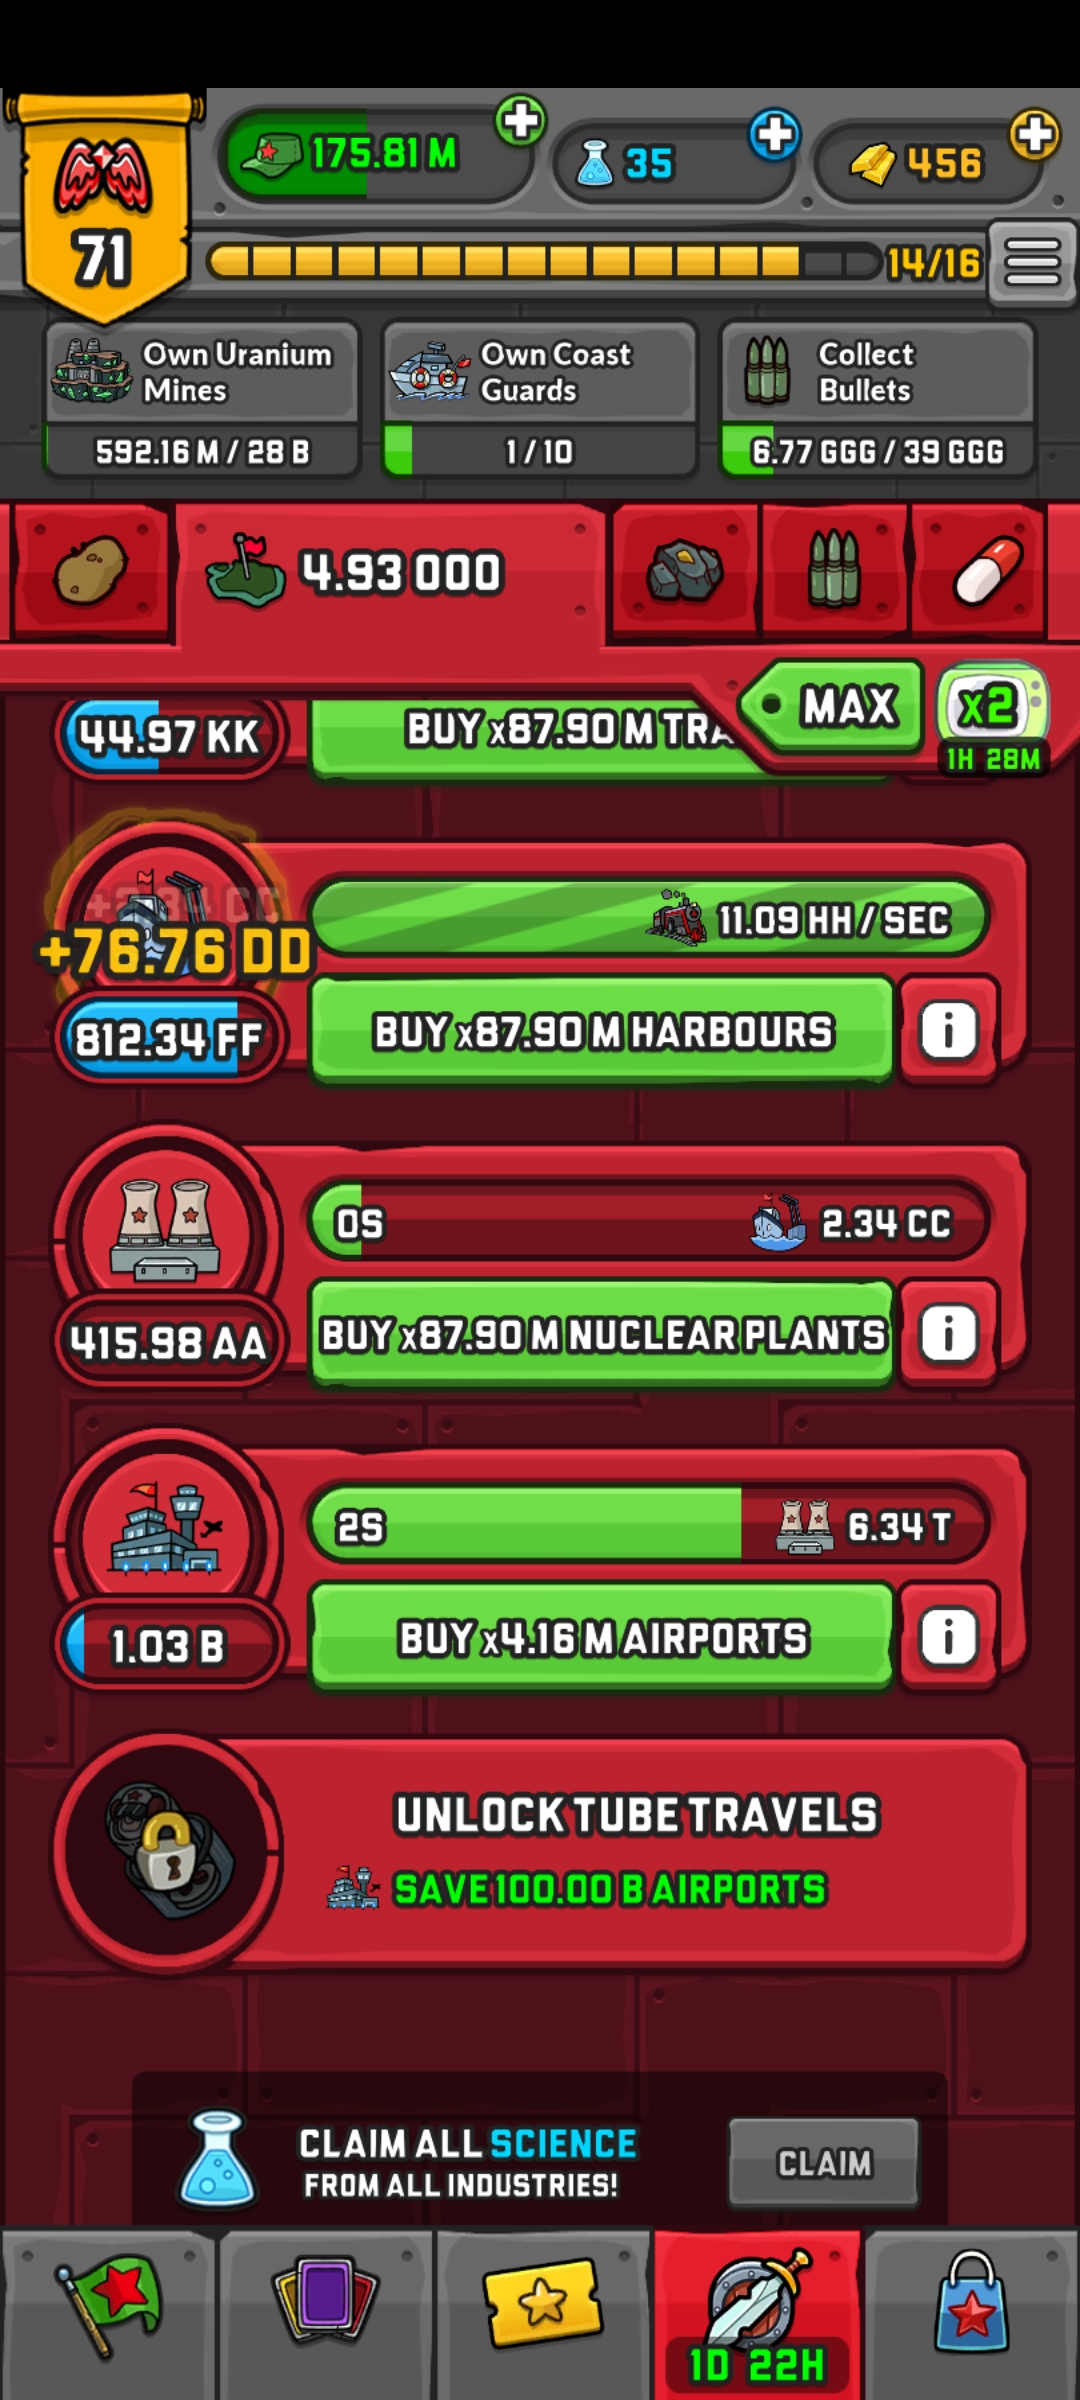 175.81 M
35
456
71
14/16
Own Uranium
Mines
592.16 M / 28 B
Own Coast
Guards
1 / 10
Collect
Bullets
6.77 GGG / 39 GGG
4.93 000
MAX
x2
1H 28M
44.97 KK
BUY x87.90 M TRA
+2.34 CC
+76.76 DD
11.09 HH / SEC
812.34 FF
BUY x87.90 M HARBOURS
i
0S
2.34 CC
415.98 AA
BUY x87.90 M NUCLEAR PLANTS
i
2S
6.34 T
1.03 B
BUY x4.16 M AIRPORTS
i
UNLOCK TUBE TRAVELS
SAVE 100.00 B AIRPORTS
CLAIM ALL SCIENCE
FROM ALL INDUSTRIES!
CLAIM
1D 22H